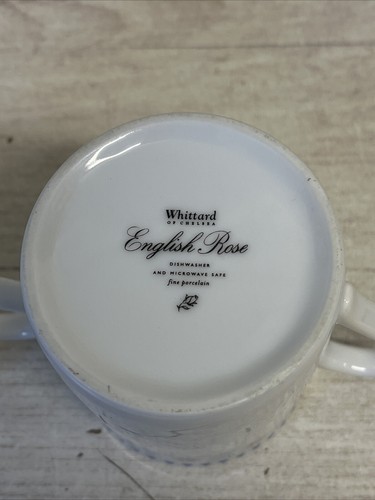 Whittard
OF CHELSEA
English Rose
DISHWASHER
AND MICROWAVE SAFE
fine porcelain